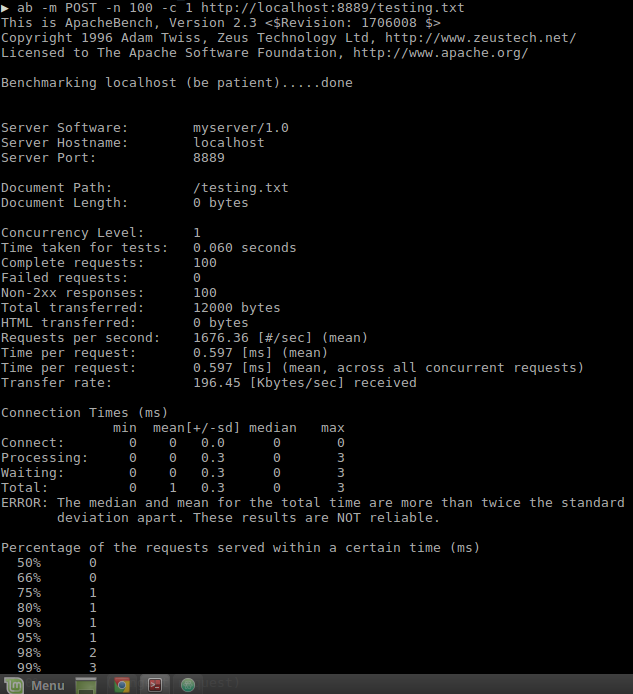 ▶ ab -m POST -n 100 -c 1 http://localhost:8889/testing.txt
This is ApacheBench, Version 2.3 <$Revision: 1706008 $>
Copyright 1996 Adam Twiss, Zeus Technology Ltd, http://www.zeustech.net/
Licensed to The Apache Software Foundation, http://www.apache.org/

Benchmarking localhost (be patient).....done


Server Software:        myserver/1.0
Server Hostname:        localhost
Server Port:            8889

Document Path:          /testing.txt
Document Length:        0 bytes

Concurrency Level:      1
Time taken for tests:   0.060 seconds
Complete requests:      100
Failed requests:        0
Non-2xx responses:      100
Total transferred:      12000 bytes
HTML transferred:       0 bytes
Requests per second:    1676.36 [#/sec] (mean)
Time per request:       0.597 [ms] (mean)
Time per request:       0.597 [ms] (mean, across all concurrent requests)
Transfer rate:          196.45 [Kbytes/sec] received

Connection Times (ms)
              min  mean[+/-sd] median   max
Connect:        0    0   0.0      0       0
Processing:     0    0   0.3      0       3
Waiting:        0    0   0.3      0       3
Total:          0    1   0.3      0       3
ERROR: The median and mean for the total time are more than twice the standard
       deviation apart. These results are NOT reliable.

Percentage of the requests served within a certain time (ms)
  50%      0
  66%      0
  75%      1
  80%      1
  90%      1
  95%      1
  98%      2
  99%      3
Menu